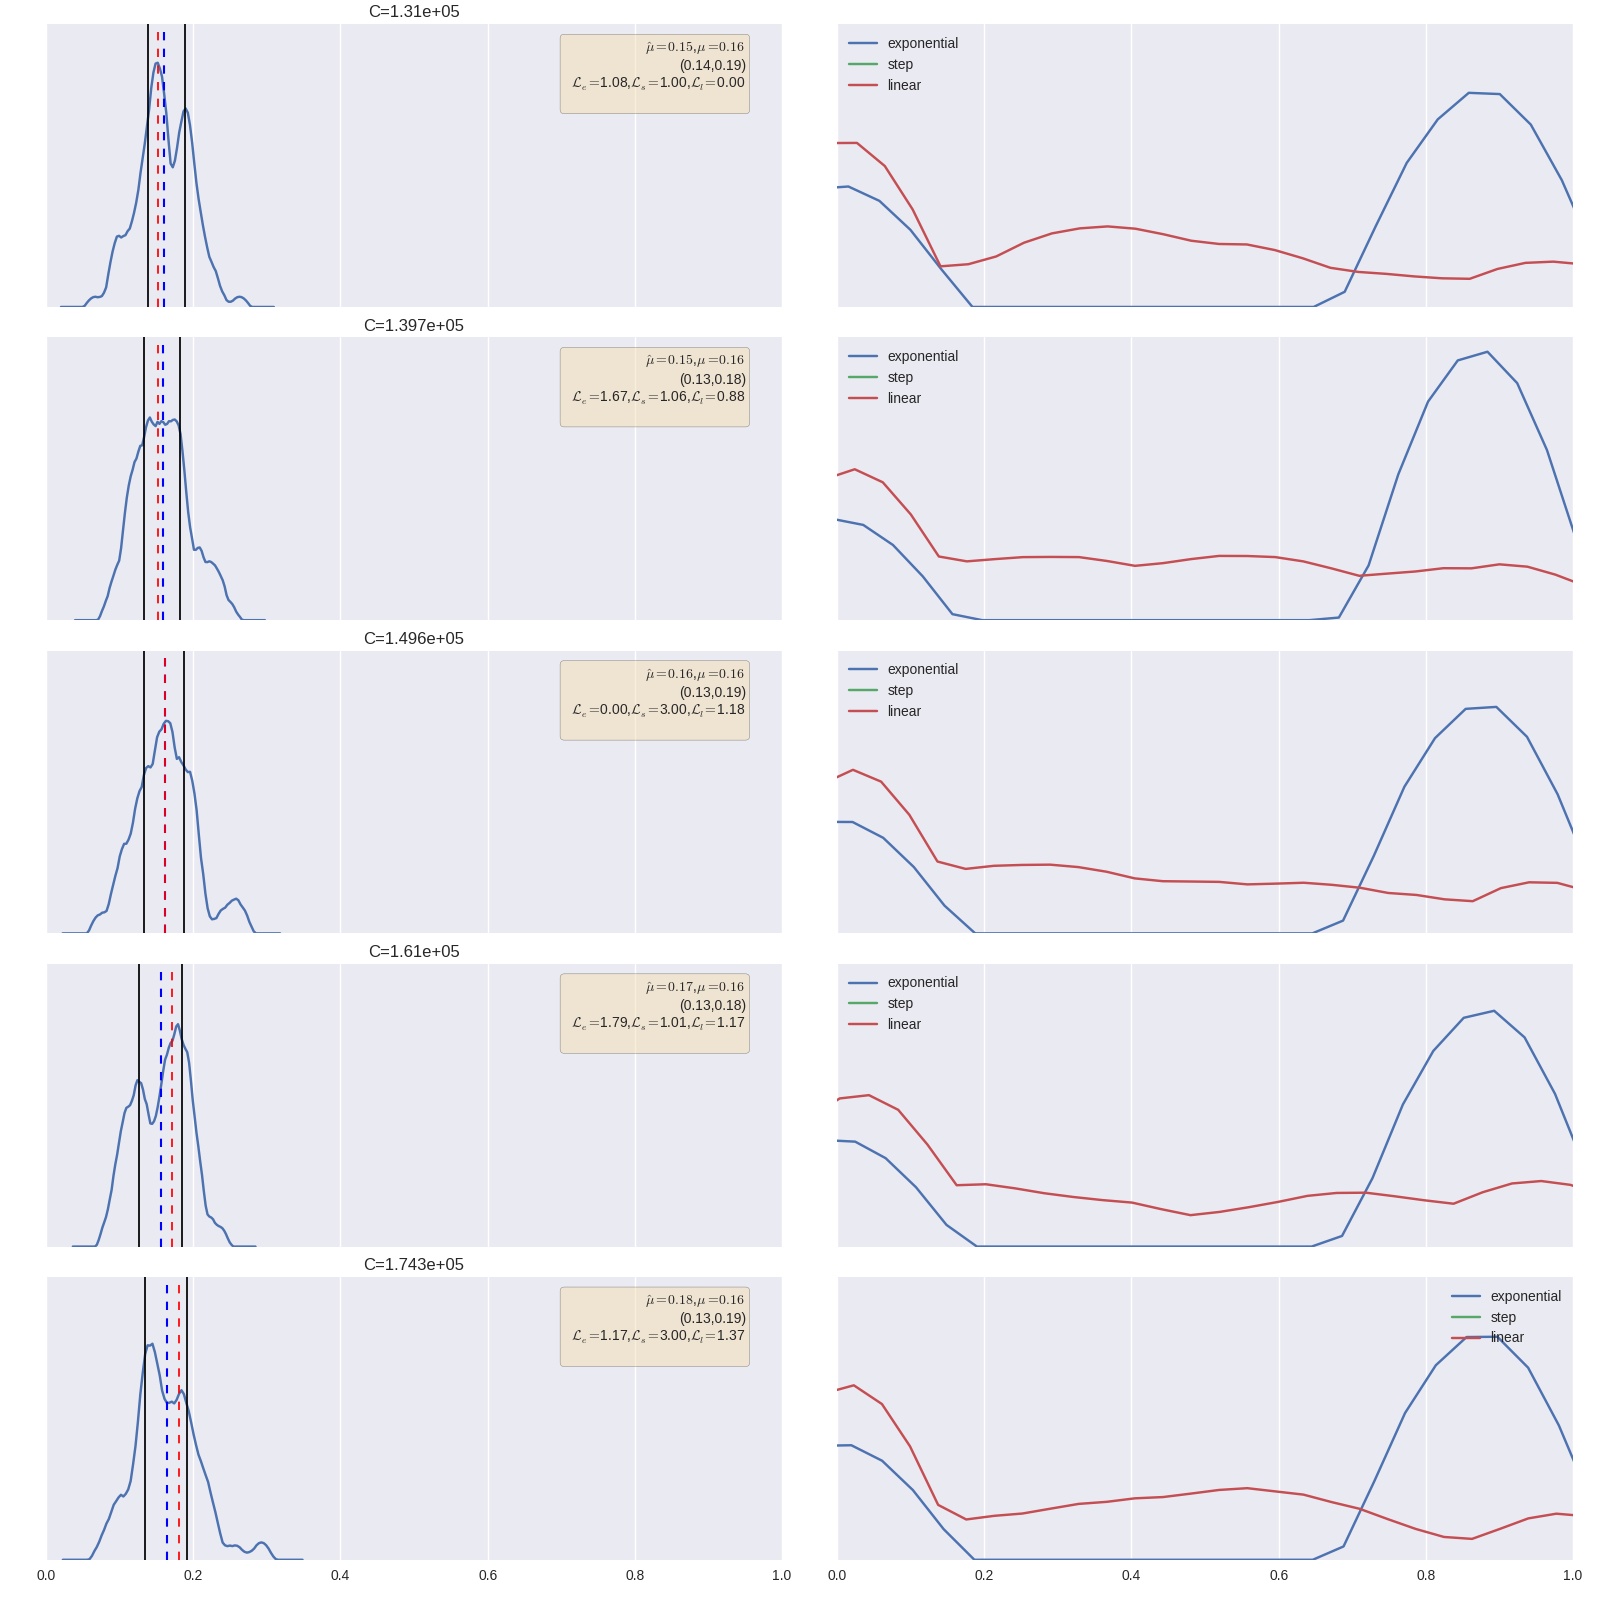 C=1.31e+05
μ̂=0.15,μ=0.16
(0.14,0.19)
ℒₑ=1.08,ℒₛ=1.00,ℒₗ=0.00
exponential
step
linear
C=1.397e+05
μ̂=0.15,μ=0.16
(0.13,0.18)
ℒₑ=1.67,ℒₛ=1.06,ℒₗ=0.88
exponential
step
linear
C=1.496e+05
μ̂=0.16,μ=0.16
(0.13,0.19)
ℒₑ=0.00,ℒₛ=3.00,ℒₗ=1.18
exponential
step
linear
C=1.61e+05
μ̂=0.17,μ=0.16
(0.13,0.18)
ℒₑ=1.79,ℒₛ=1.01,ℒₗ=1.17
exponential
step
linear
C=1.743e+05
μ̂=0.18,μ=0.16
(0.13,0.19)
ℒₑ=1.17,ℒₛ=3.00,ℒₗ=1.37
exponential
step
linear
0.0 0.2 0.4 0.6 0.8 1.0
0.0 0.2 0.4 0.6 0.8 1.0